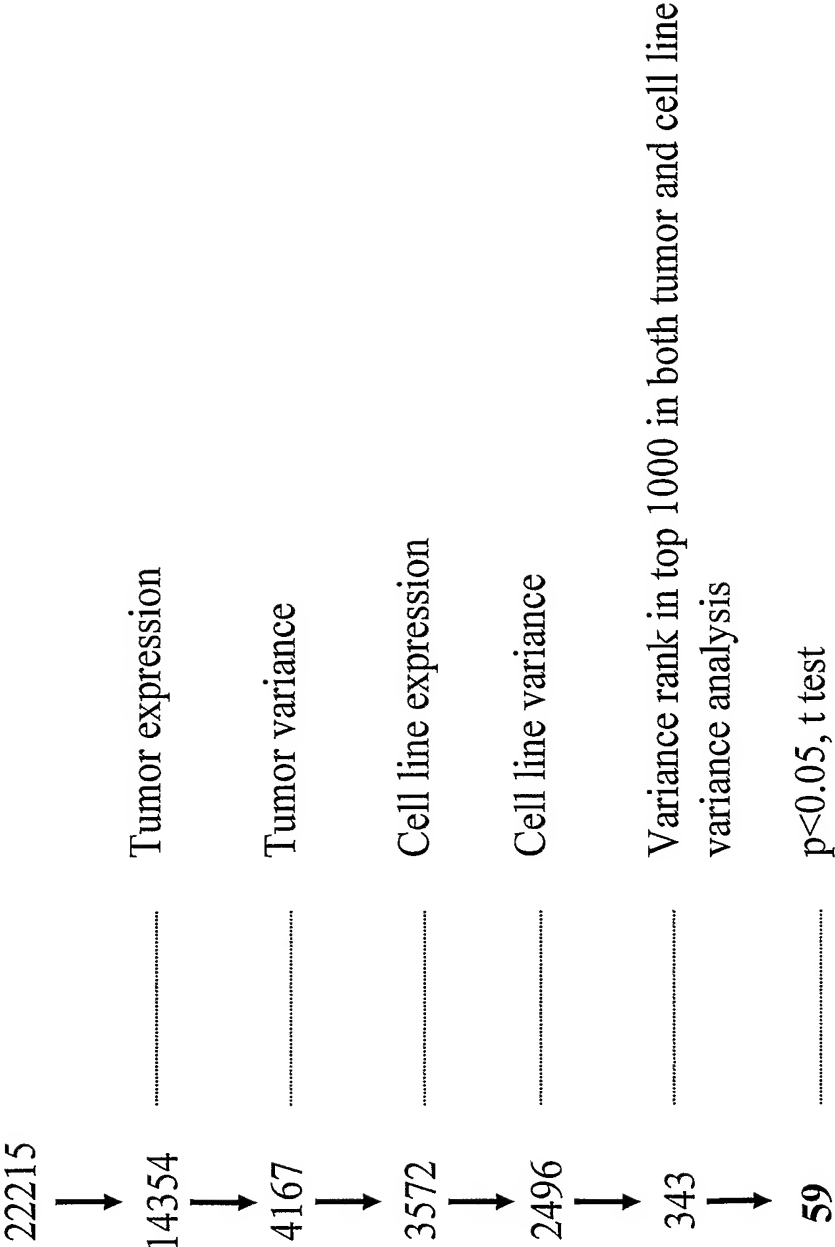 22215
14354 Tumor expression
4167 Tumor variance
3572 Cell line expression
2496 Cell line variance
343 Variance rank in top 1000 in both tumor and cell line
variance analysis
59 p<0.05, t test